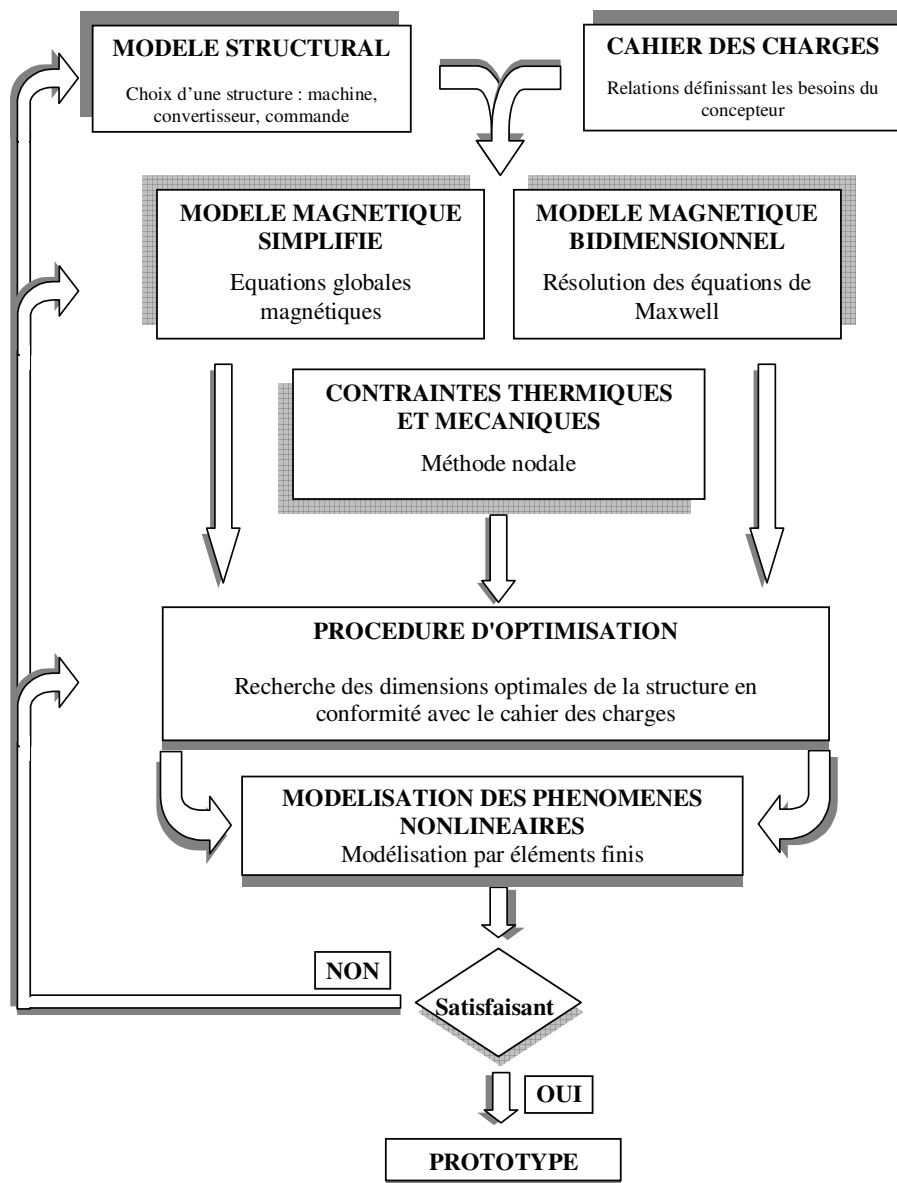 MODELE STRUCTURAL
Choix d'une structure : machine,
convertisseur, commande
CAHIER DES CHARGES
Relations définissant les besoins du
concepteur
MODELE MAGNETIQUE
SIMPLIFIE
Equations globales
magnétiques
MODELE MAGNETIQUE
BIDIMENSIONNEL
Résolution des équations de
Maxwell
CONTRAINTES THERMIQUES
ET MECANIQUES
Méthode nodale
PROCEDURE D'OPTIMISATION
Recherche des dimensions optimales de la structure en
conformité avec le cahier des charges
MODELISATION DES PHENOMENES
NONLINEAIRES
Modélisation par éléments finis
NON
Satisfaisant
OUI
PROTOTYPE